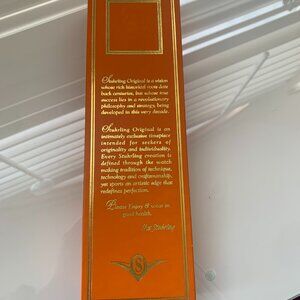 Stuhrling Original is a vision
whose rich historical roots date
back centuries, but whose true
success lies in a revolutionary
philosophy and strategy, being
developed in this very decade.
Stuhrling Original is an
intimately exclusive timepiece
intended for seekers of
originality and individuality.
Every Stuhrling creation is
defined through the watch
making tradition of technique,
technology and craftsmanship,
yet sports an artistic edge that
redefines perfection.
Please Enjoy & wear in
good health.
Stuhrling
S